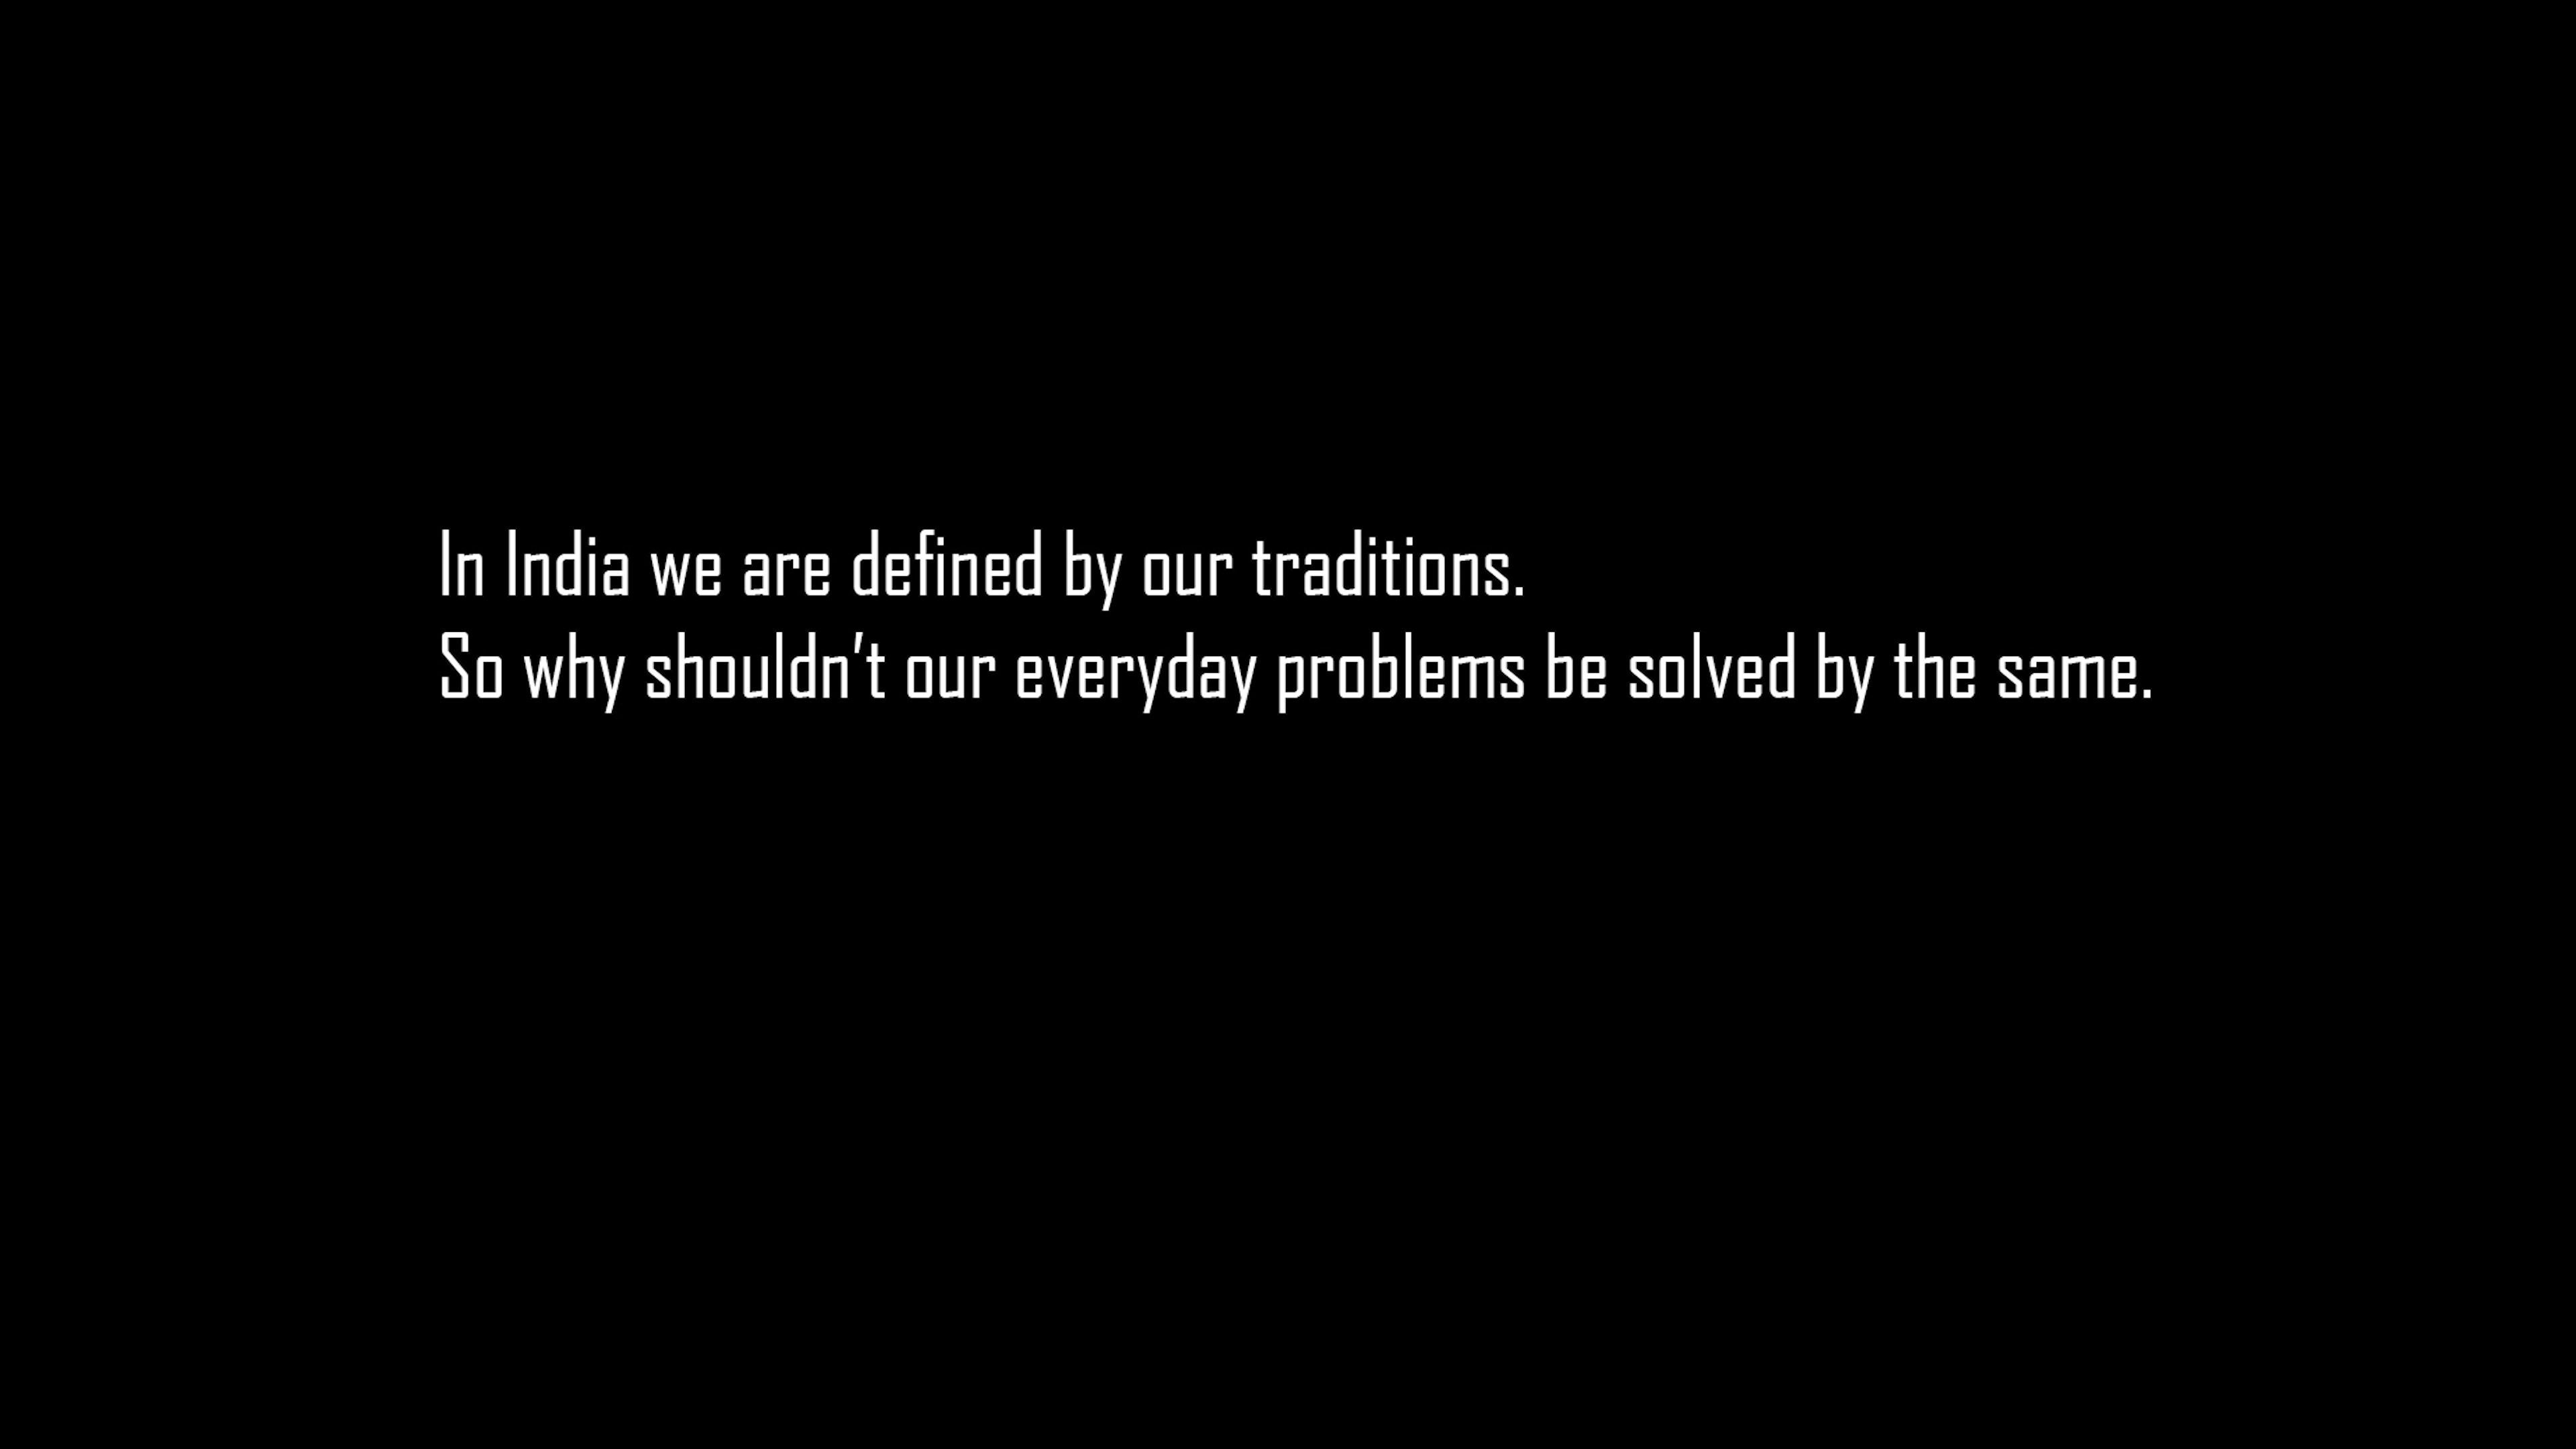 In India we are defined by our traditions.
So why shouldn't our everyday problems be solved by the same.